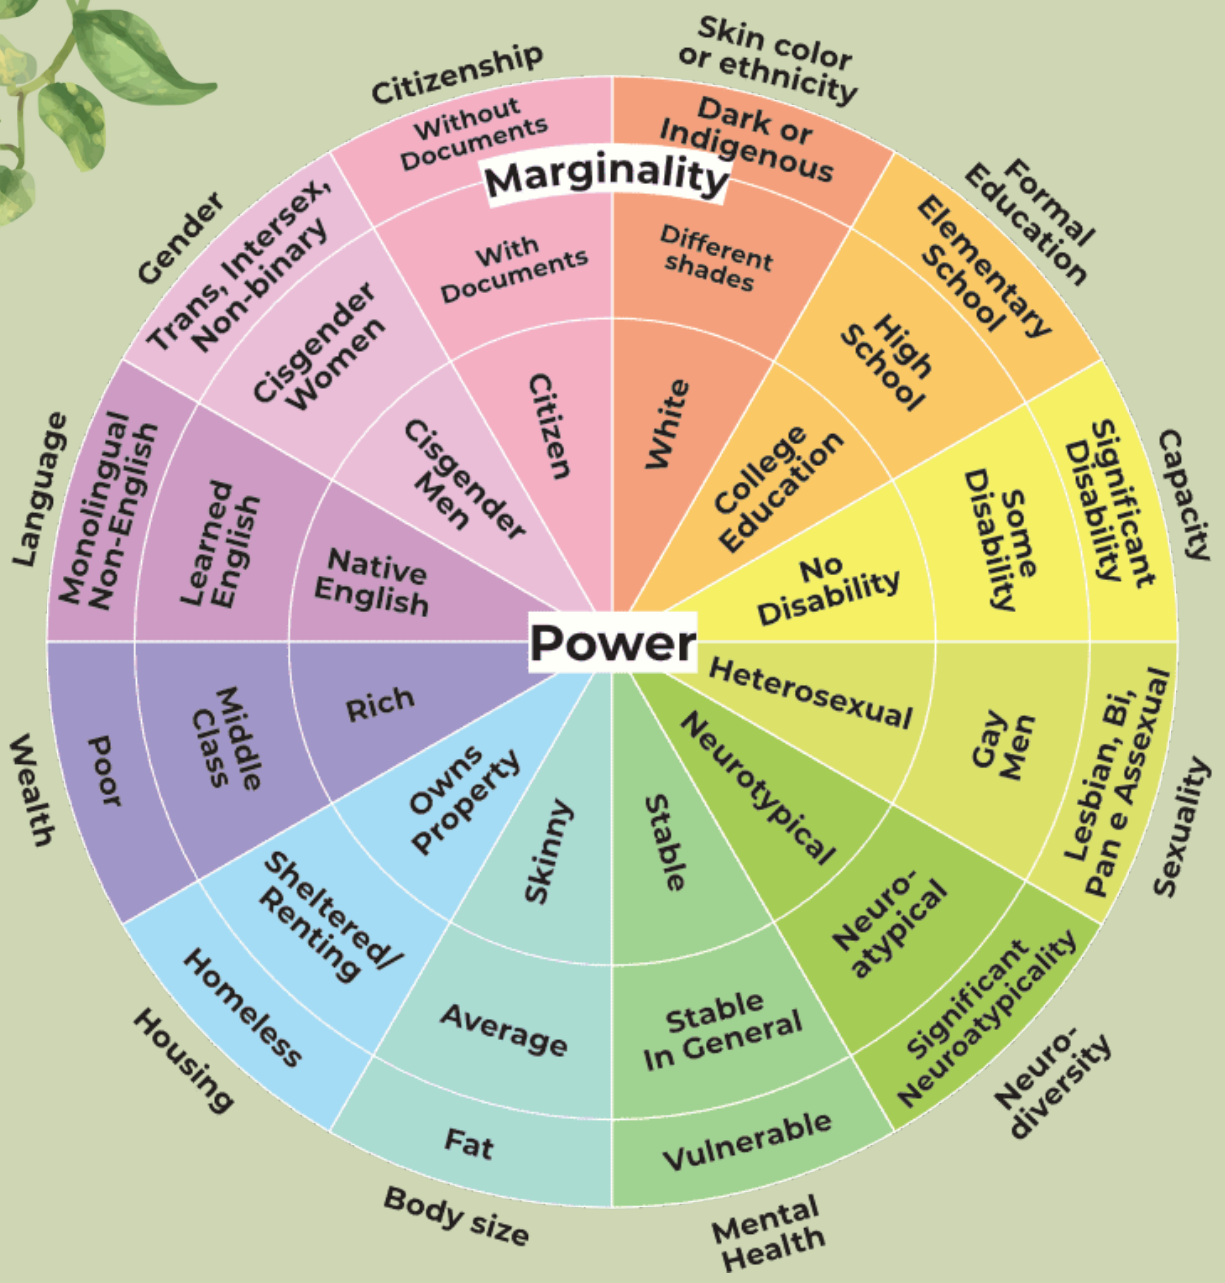 Skin color
or ethnicity
Dark or
Indigenous
Different
shades
White
Formal
Education
Elementary
School
High
School
College
Education
Capacity
Significant
Disability
Some
Disability
No
Disability
Sexuality
Lesbian, Bi,
Pan e Assexual
Gay
Men
Heterosexual
Neuro-
diversity
Significant
Neuroatypicality
Neuro-
atypical
Neurotypical
Mental
Health
Vulnerable
Stable
In General
Stable
Body size
Fat
Average
Skinny
Housing
Homeless
Sheltered/
Renting
Owns
Property
Wealth
Poor
Middle
Class
Rich
Language
Monolingual
Non-English
Learned
English
Native
English
Gender
Trans, Intersex,
Non-binary
Cisgender
Women
Cisgender
Men
Citizenship
Without
Documents
With
Documents
Citizen
Marginality
Power